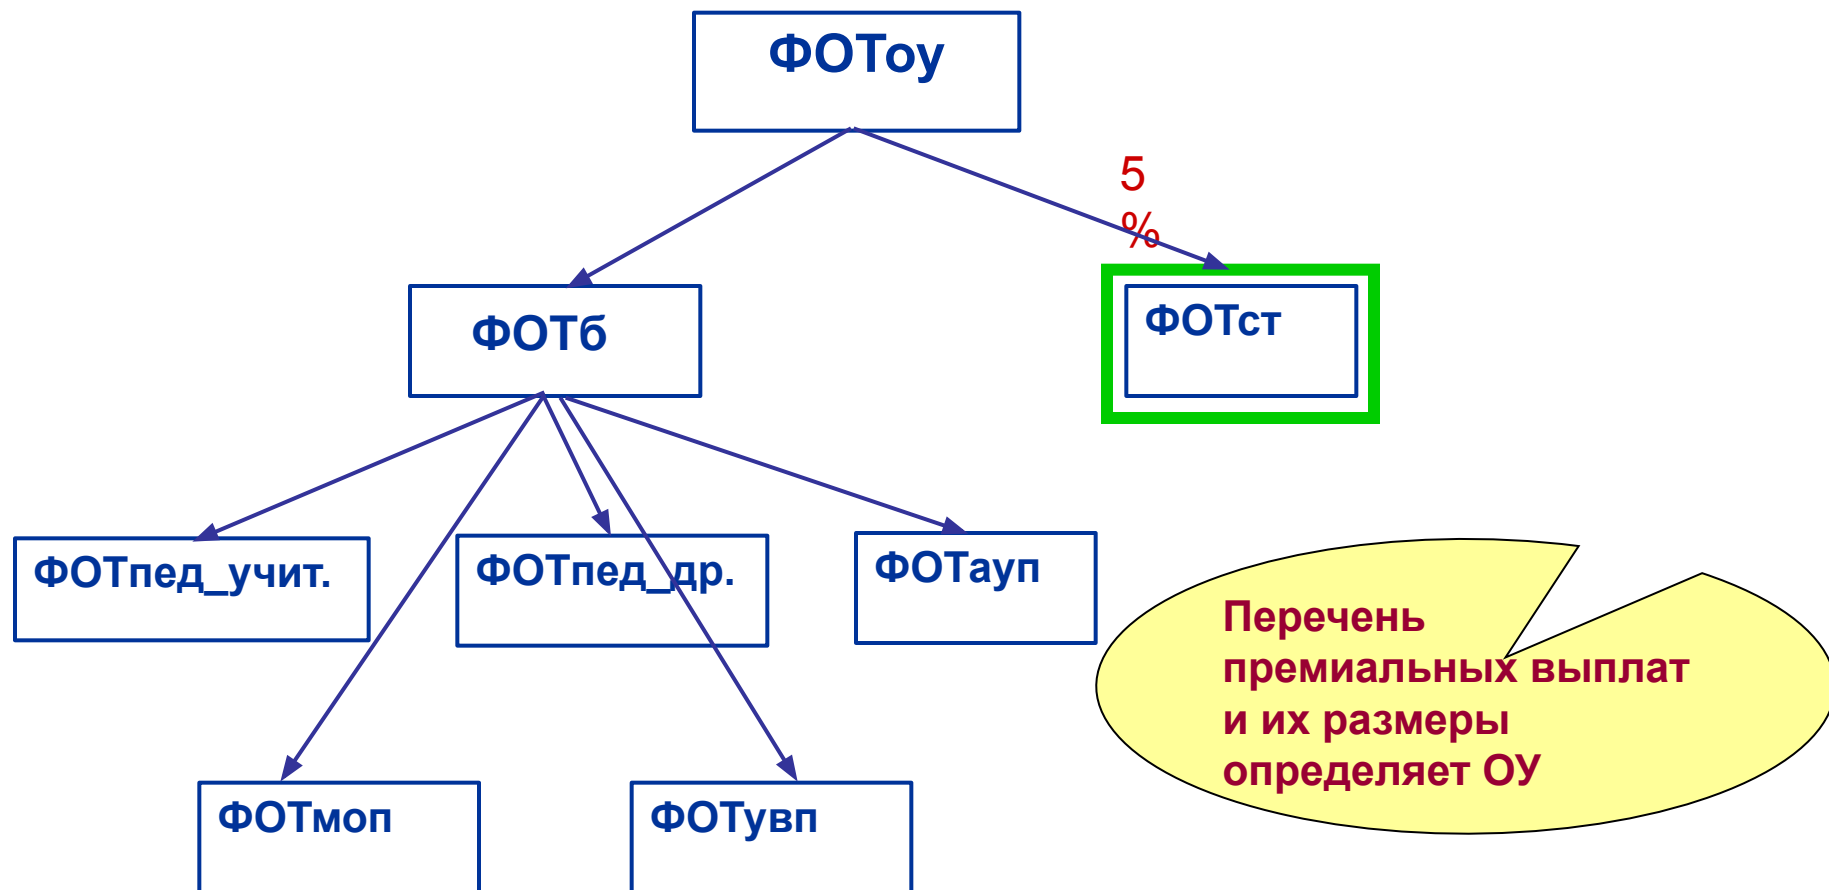 ФОТоу
5
%
ФОТб
ФОТст
ФОТпед_учит.
ФОТпед_др.
ФОТауп
Перечень
премиальных выплат
и их размеры
определяет ОУ
ФОТмоп
ФОТувп